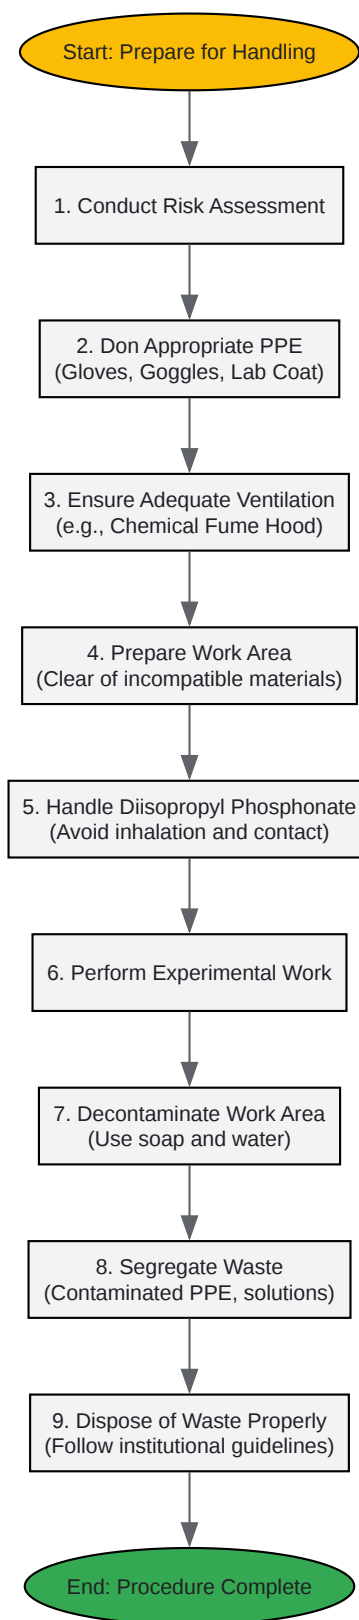 Start: Prepare for Handling
1. Conduct Risk Assessment
2. Don Appropriate PPE
(Gloves, Goggles, Lab Coat)
3. Ensure Adequate Ventilation
(e.g., Chemical Fume Hood)
4. Prepare Work Area
(Clear of incompatible materials)
5. Handle Diisopropyl Phosphonate
(Avoid inhalation and contact)
6. Perform Experimental Work
7. Decontaminate Work Area
(Use soap and water)
8. Segregate Waste
(Contaminated PPE, solutions)
9. Dispose of Waste Properly
(Follow institutional guidelines)
End: Procedure Complete